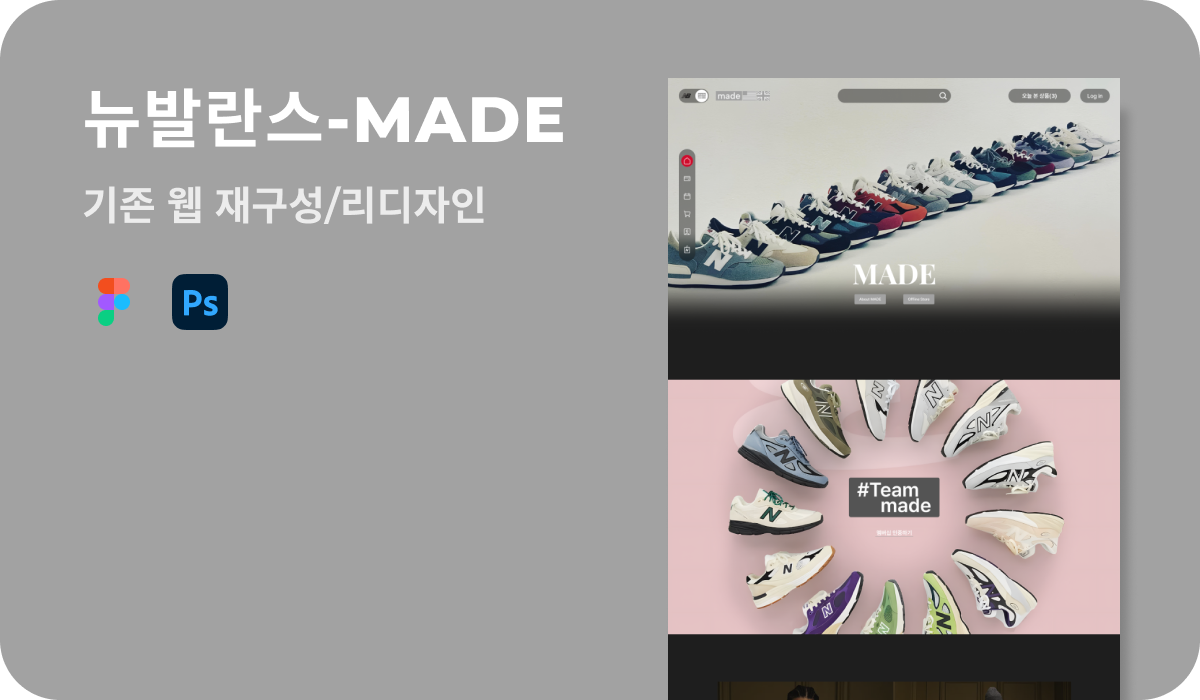 뉴발란스-MADE
기존 웹 재구성/리디자인
Ps
made
오늘 본 상품(3)
Log in
MADE
About MADE
Offline Store
#Team
made